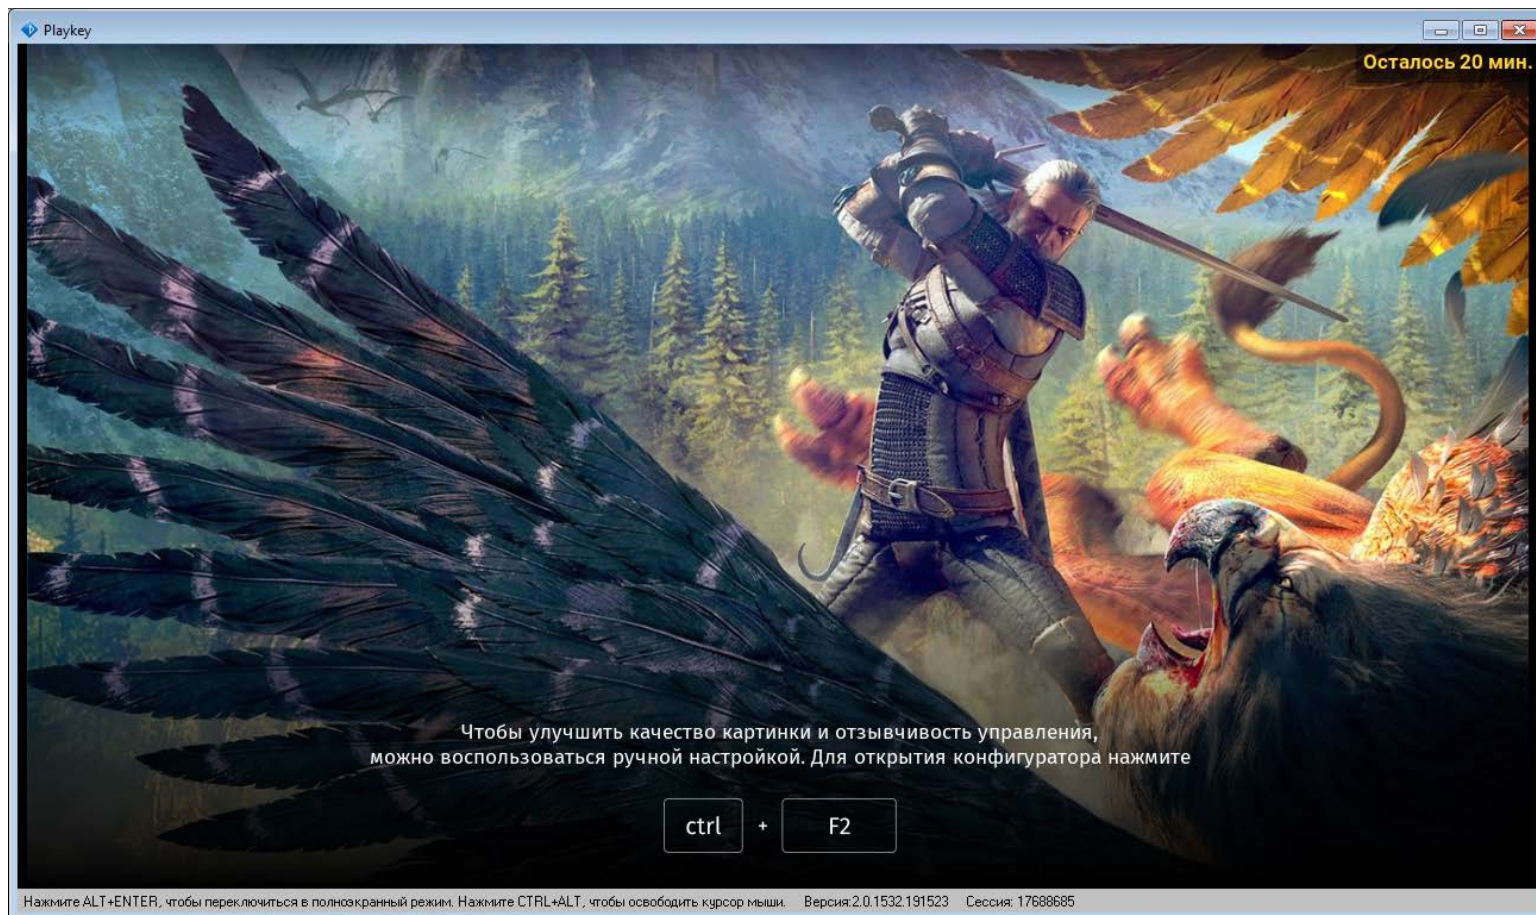 Playkey
Осталось 20 мин.
Чтобы улучшить качество картинки и отзывчивость управления,
можно воспользоваться ручной настройкой. Для открытия конфигуратора нажмите
ctrl + F2
Нажмите ALT+ENTER, чтобы переключиться в полноэкранный режим. Нажмите CTRL+ALT, чтобы освободить курсор мыши. Версия:2.0.1532.191523 Сессия: 17688685